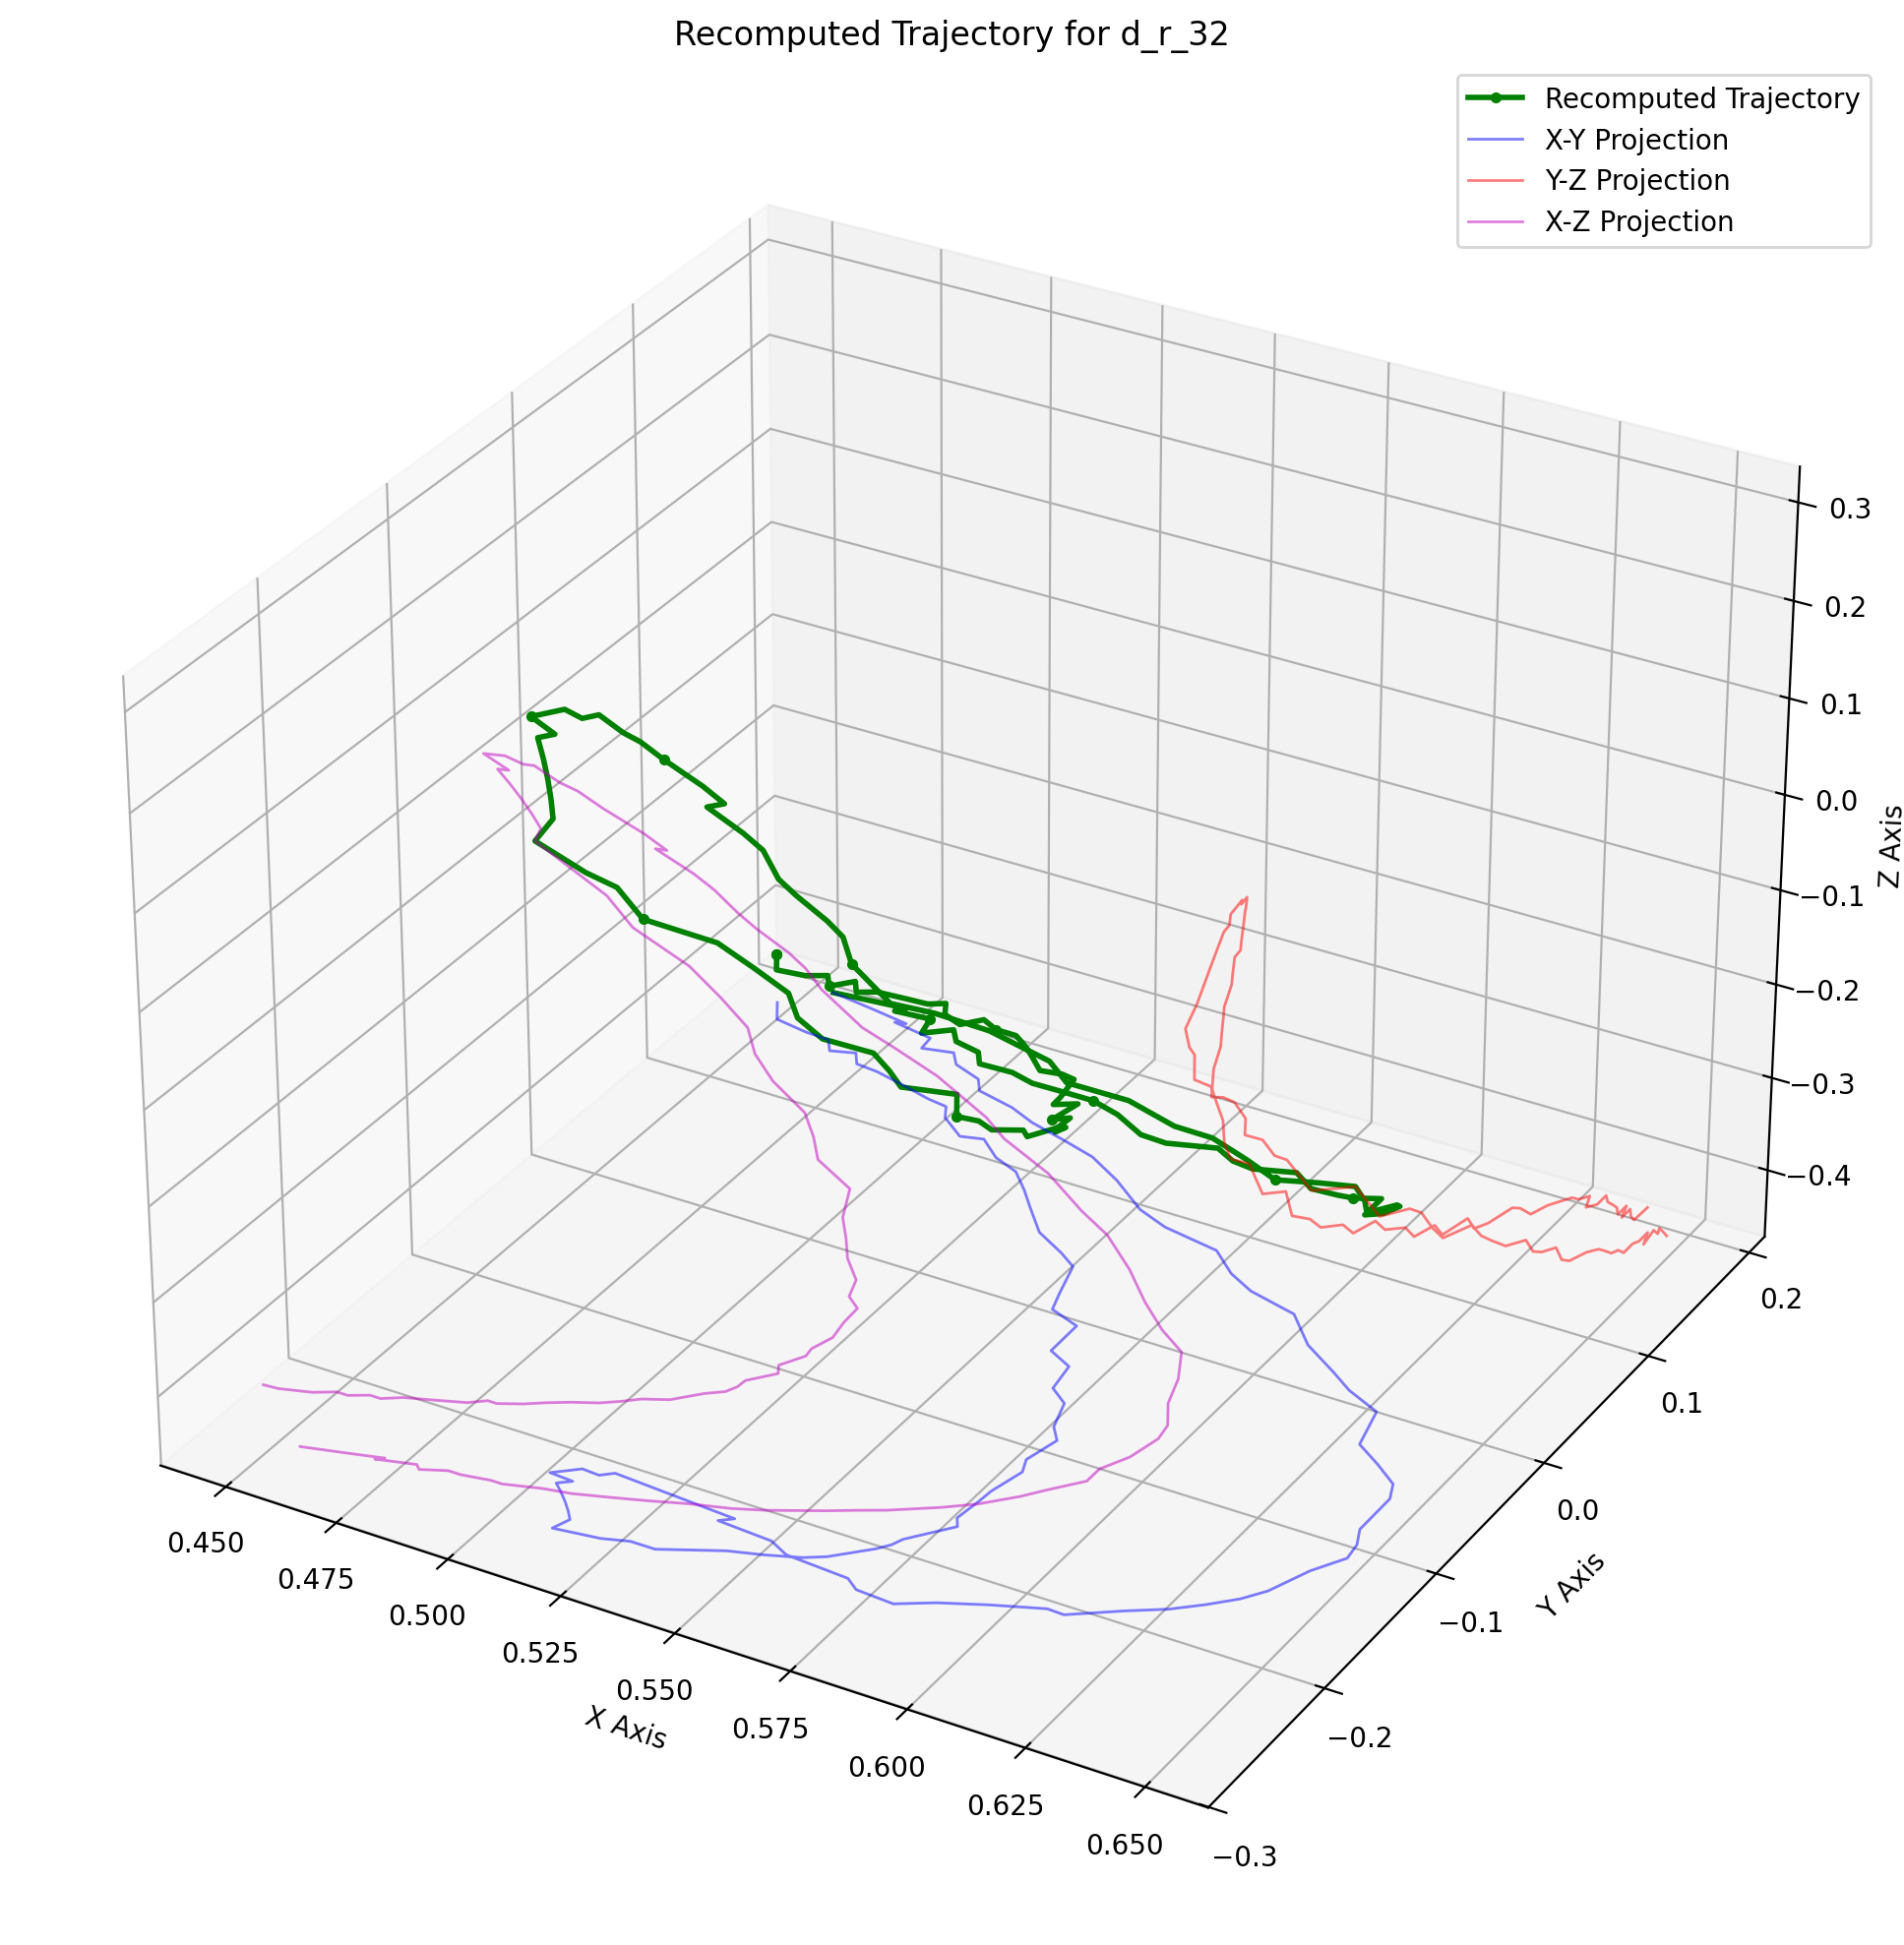 Recomputed Trajectory for d_r_32
Recomputed Trajectory
X-Y Projection
Y-Z Projection
X-Z Projection
0.3
0.2
0.1
0.0
−0.1
−0.2
−0.3
−0.4
Z Axis
0.2
0.1
0.0
−0.1
−0.2
−0.3
Y Axis
0.450
0.475
0.500
0.525
0.550
0.575
0.600
0.625
0.650
X Axis